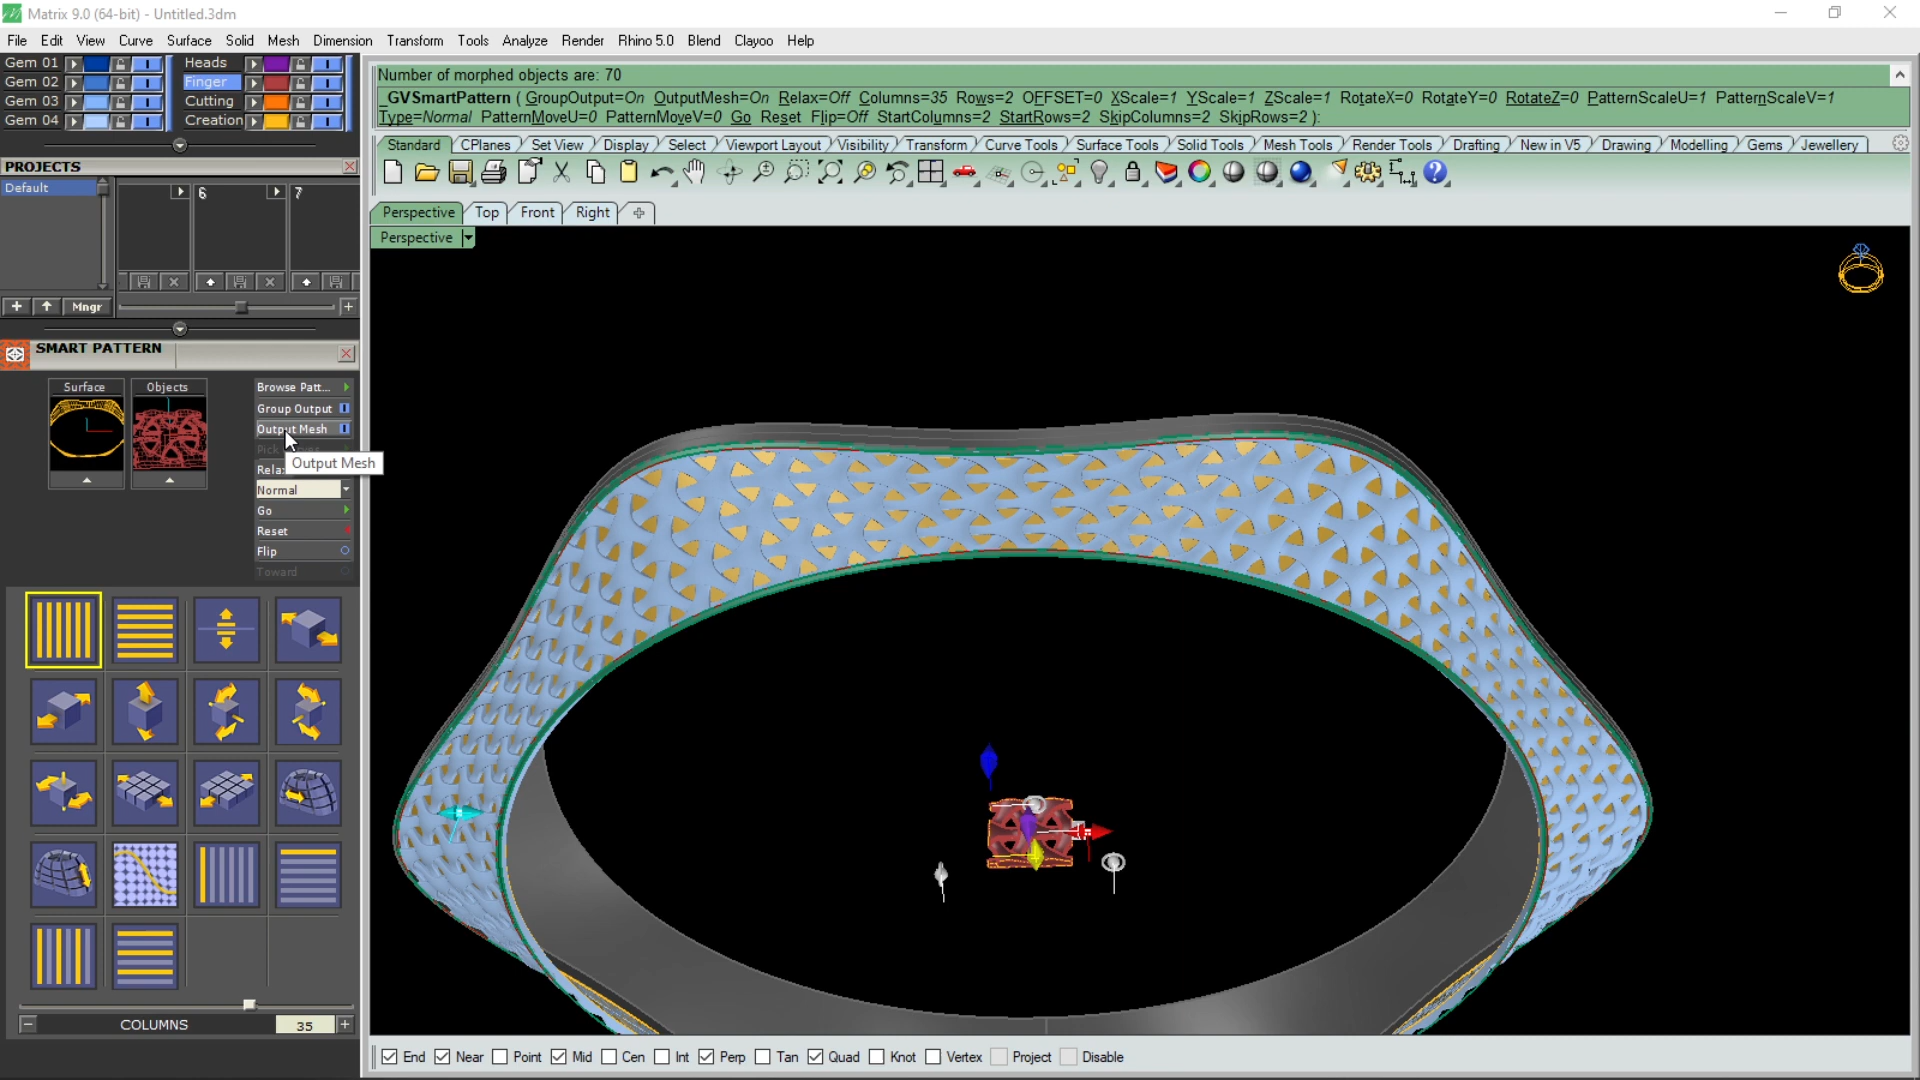 Matrix 9.0 (64-bit) - Untitled.3dm
File Edit View Curve Surface Solid Mesh Dimension Transform Tools Analyze Render Rhino 5.0 Blend Clayoo Help
Gem 01 Heads
Gem 02 Finger
Gem 03 Cutting
Gem 04 Creation
Number of morphed objects are: 70
_GVSmartPattern ( GroupOutput=On OutputMesh=On Relax=Off Columns=35 Rows=2 OFFSET=0 XScale=1 YScale=1 ZScale=1 RotateX=0 RotateY=0 RotateZ=0 PatternScaleU=1 PatternScaleV=1
Type=Normal PatternMoveU=0 PatternMoveV=0 Go Reset Flip=Off StartColumns=2 StartRows=2 SkipColumns=2 SkipRows=2 ):
Standard CPlanes Set View Display Select Viewport Layout Visibility Transform Curve Tools Surface Tools Solid Tools Mesh Tools Render Tools Drafting New in V5 Drawing Modelling Gems Jewellery
PROJECTS
Default
6 7
Mngr
Perspective Top Front Right
Perspective
SMART PATTERN
Surface Objects
Browse Patt...
Group Output
Output Mesh
Pick
Output Mesh
Rela
Normal
Go
Reset
Flip
Toward
COLUMNS 35
End Near Point Mid Cen Int Perp Tan Quad Knot Vertex Project Disable